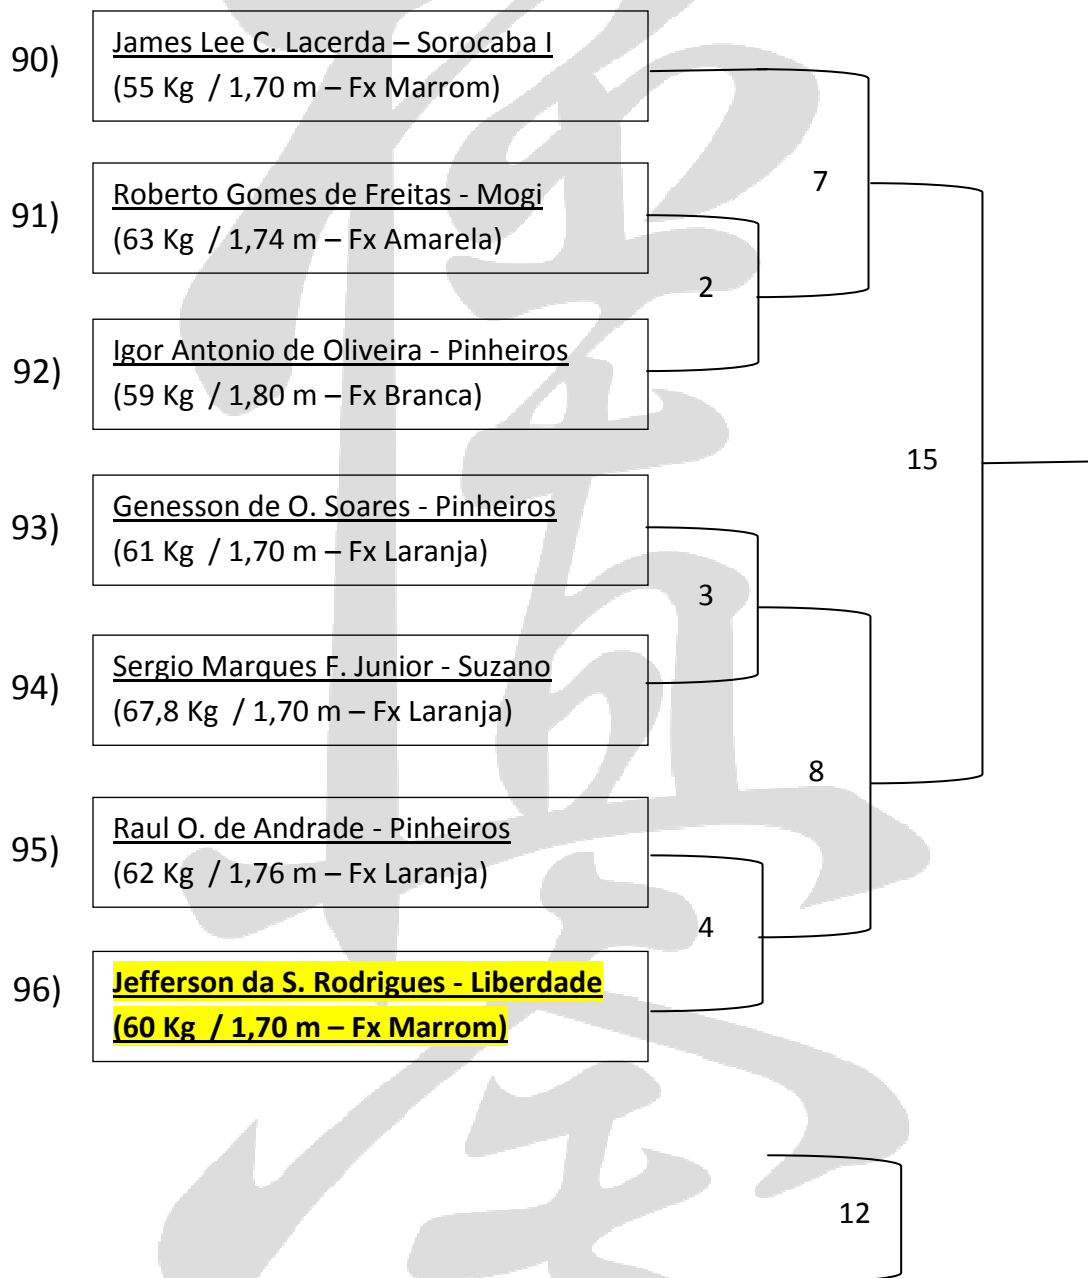 90)
James Lee C. Lacerda – Sorocaba I
(55 Kg  / 1,70 m – Fx Marrom)
7
91)
Roberto Gomes de Freitas - Mogi
(63 Kg  / 1,74 m – Fx Amarela)
2
92)
Igor Antonio de Oliveira - Pinheiros
(59 Kg  / 1,80 m – Fx Branca)
15
93)
Genesson de O. Soares - Pinheiros
(61 Kg  / 1,70 m – Fx Laranja)
3
94)
Sergio Marques F. Junior - Suzano
(67,8 Kg  / 1,70 m – Fx Laranja)
8
95)
Raul O. de Andrade - Pinheiros
(62 Kg  / 1,76 m – Fx Laranja)
4
96)
Jefferson da S. Rodrigues - Liberdade
(60 Kg  / 1,70 m – Fx Marrom)
12